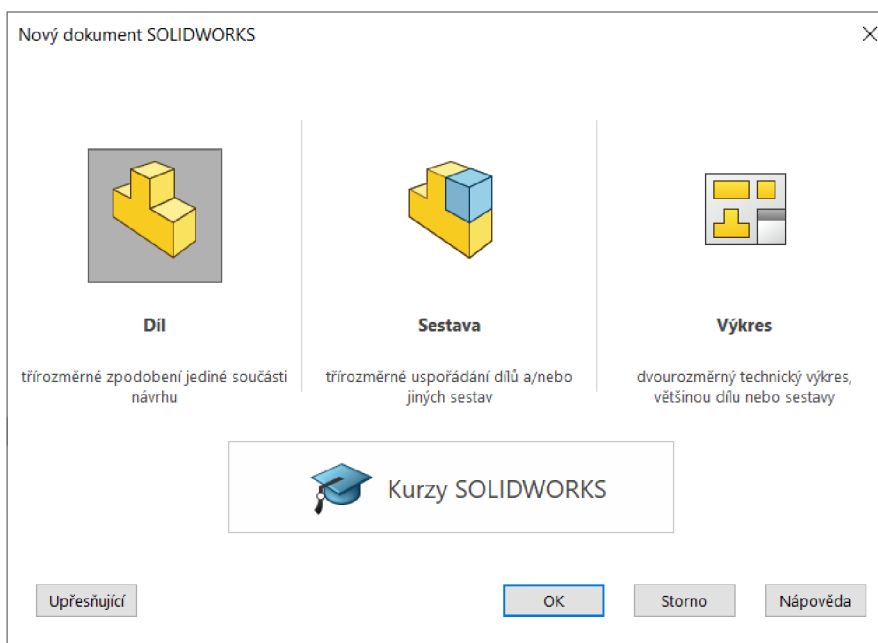 Nový dokument SOLIDWORKS
Díl
třírozměrné zpodobení jediné součásti
návrhu
Sestava
třírozměrné uspořádání dílů a/nebo
jiných sestav
Výkres
dvourozměrný technický výkres,
většinou dílu nebo sestavy
Kurzy SOLIDWORKS
Upřesňující
OK
Storno
Nápověda